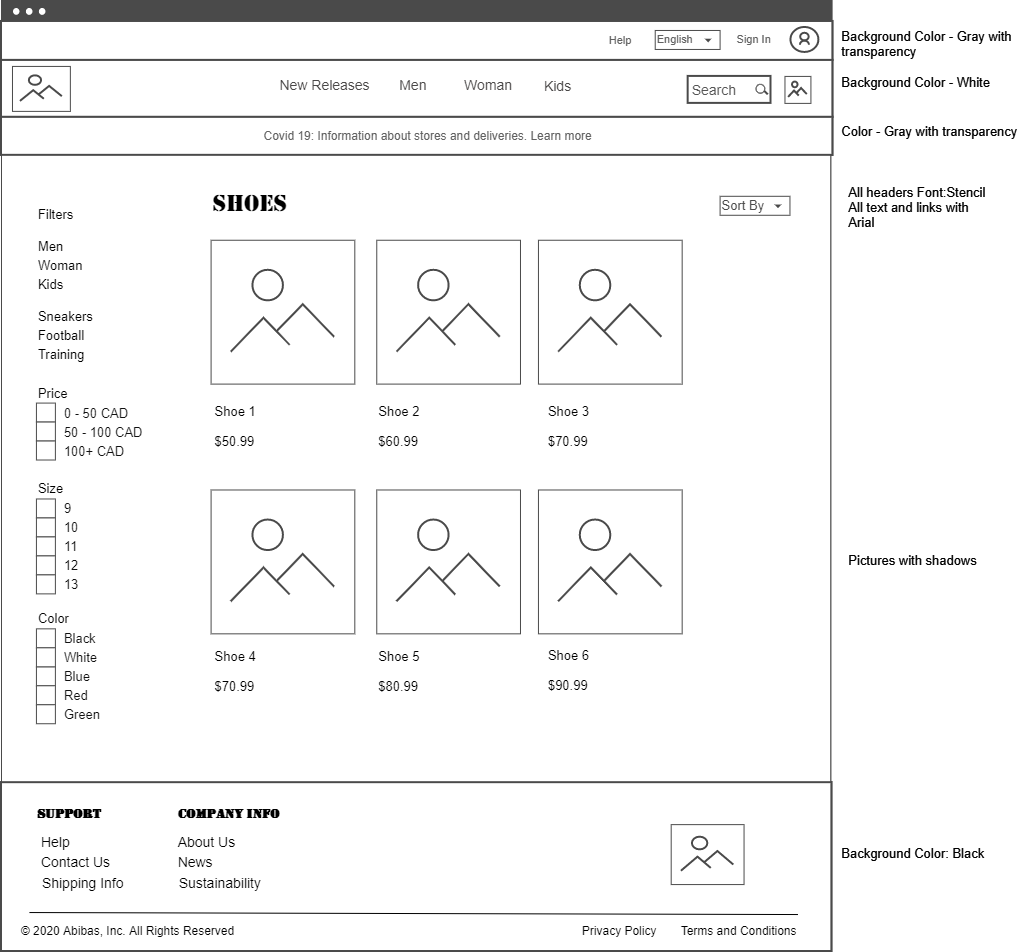 Help
English
Sign In
Background Color - Gray with
transparency
New Releases
Men
Woman
Kids
Search
Background Color - White
Covid 19: Information about stores and deliveries. Learn more
Color - Gray with transparency
All headers Font:Stencil
All text and links with
Arial
SHOES
Sort By
Filters
Men
Woman
Kids
Sneakers
Football
Training
Price
0 - 50 CAD
50 - 100 CAD
100+ CAD
Size
9
10
11
12
13
Color
Black
White
Blue
Red
Green
Shoe 1
Shoe 2
Shoe 3
$50.99
$60.99
$70.99
Pictures with shadows
Shoe 4
Shoe 5
Shoe 6
$70.99
$80.99
$90.99
SUPPORT
Help
Contact Us
Shipping Info
COMPANY INFO
About Us
News
Sustainability
Background Color: Black
© 2020 Abibas, Inc. All Rights Reserved
Privacy Policy
Terms and Conditions